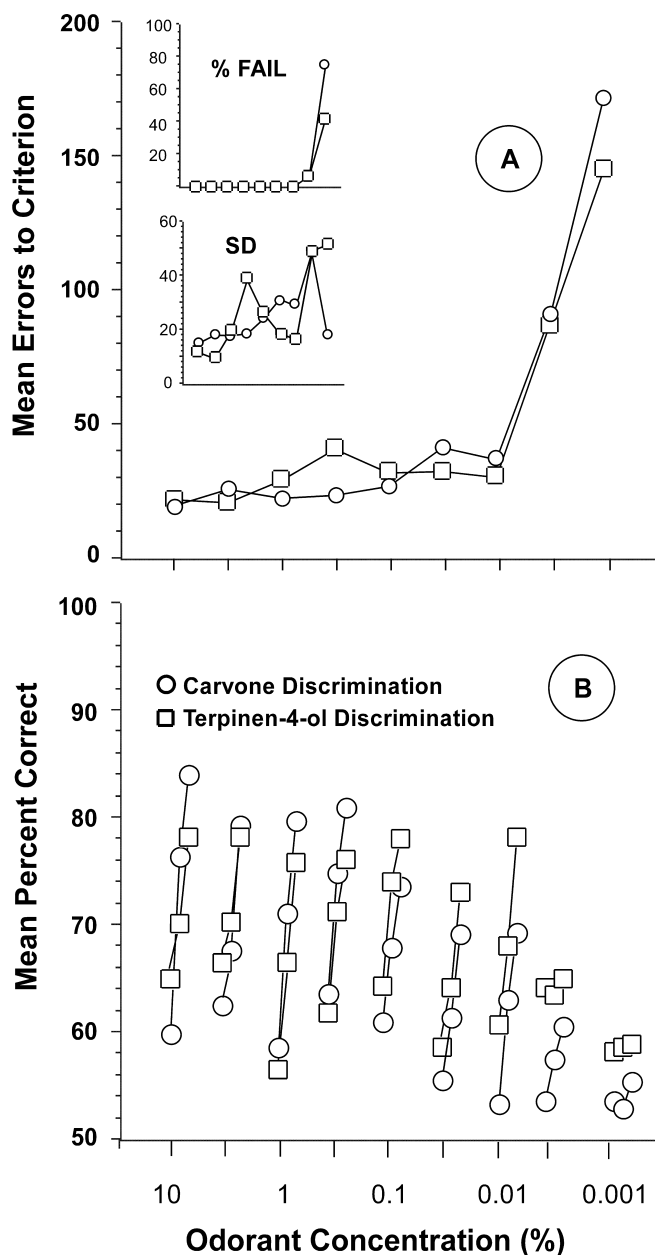 200
150
100
50
0
Mean Errors to Criterion
100
80
60
40
20
% FAIL
60
40
20
0
SD
A
100
90
80
70
60
50
Mean Percent Correct
Carvone Discrimination
Terpinen-4-ol Discrimination
B
10 1 0.1 0.01 0.001
Odorant Concentration (%)